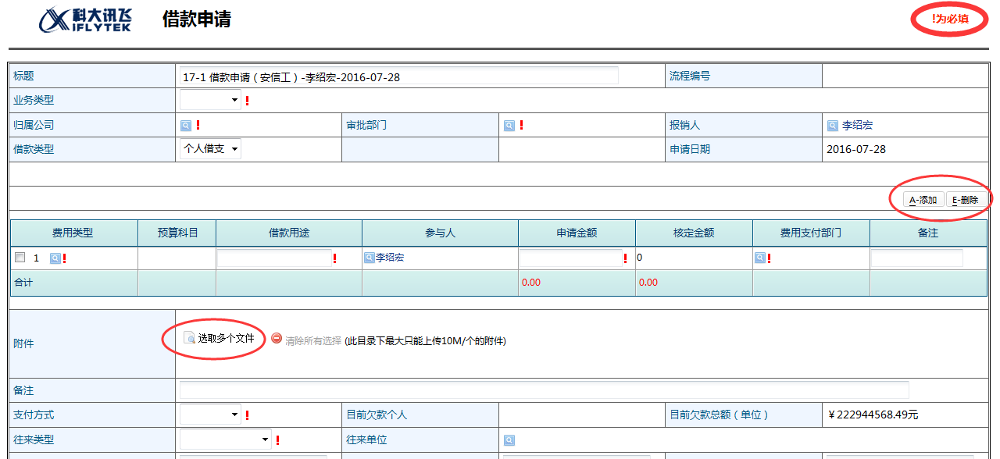 科大讯飞
IFLYTEK
借款申请
!为必填
标题 17-1 借款申请（安信工）-李绍宏-2016-07-28 流程编号
业务类型 !
归属公司 ! 审批部门 ! 报销人 李绍宏
借款类型 个人借支 申请日期 2016-07-28
A-添加 E-删除
费用类型 预算科目 借款用途 参与人 申请金额 核定金额 费用支付部门 备注
1 ! ! 李绍宏 ! 0 !
合计 0.00 0.00
附件 选取多个文件 清除所有选择 (此目录下最大只能上传10M/个的附件)
备注
支付方式 ! 目前欠款个人 目前欠款总额（单位） ￥222944568.49元
往来类型 ! 往来单位